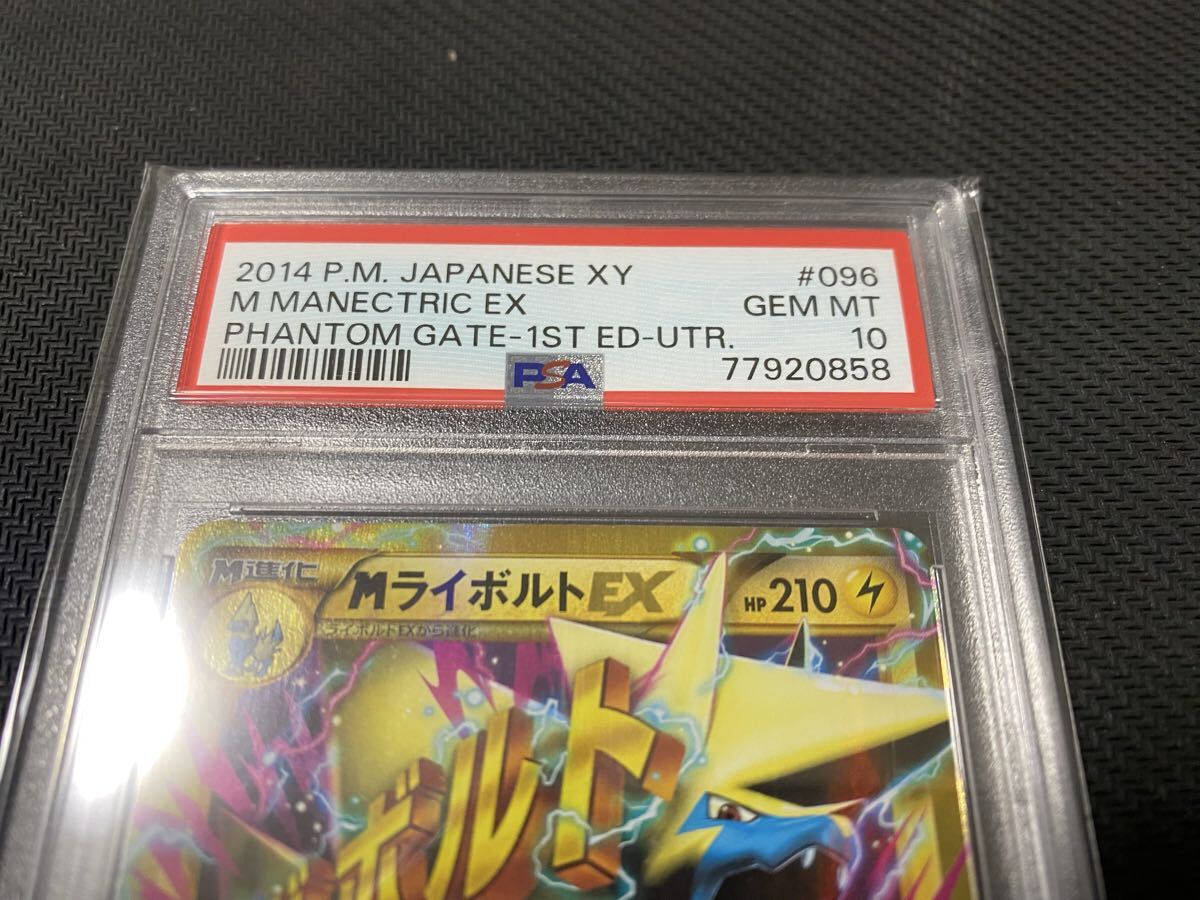 2014 P.M. JAPANESE XY #096
M MANECTRIC EX GEM MT
PHANTOM GATE-1ST ED-UTR. 10
PSA 77920858
M進化 MライボルトEX HP 210
ライボルトEXから進化
ボルト